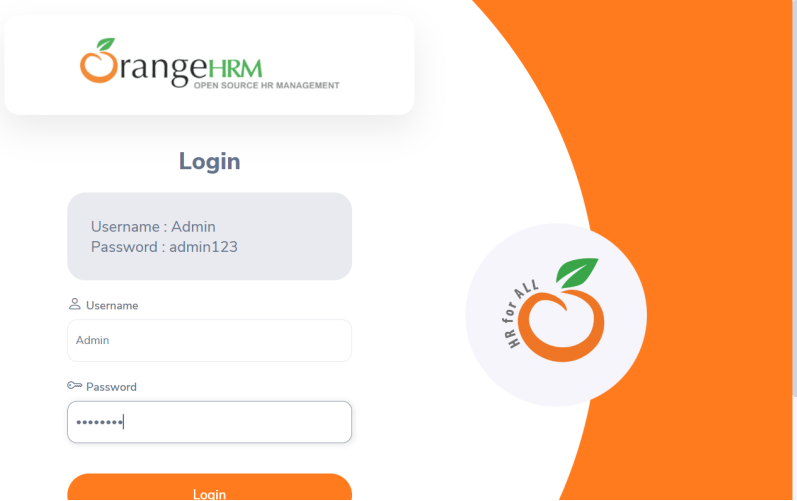 OrangeHRM
OPEN SOURCE HR MANAGEMENT
Login
Username : Admin
Password : admin123
Username
Admin
Password
••••••••
Login
HR for ALL